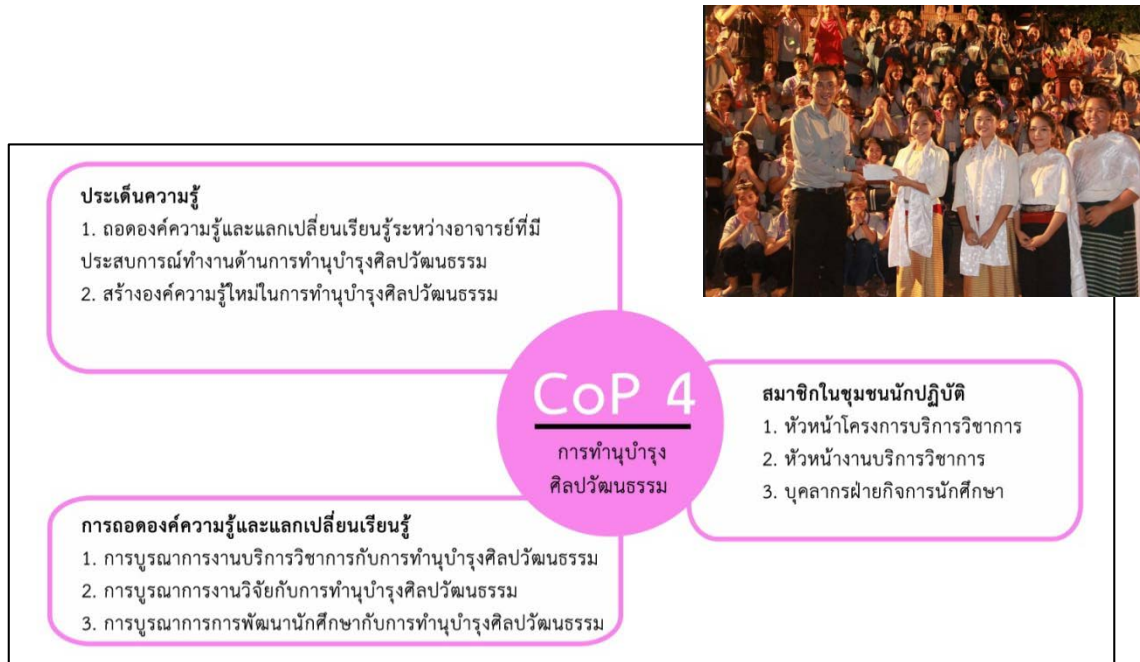 ประเด็นความรู้
1. ถอดองค์ความรู้และแลกเปลี่ยนเรียนรู้ระหว่างอาจารย์ที่มี
ประสบการณ์ทำงานด้านการทำนุบำรุงศิลปวัฒนธรรม
2. สร้างองค์ความรู้ใหม่ในการทำนุบำรุงศิลปวัฒนธรรม
CoP 4
การทำนุบำรุง
ศิลปวัฒนธรรม
สมาชิกในชุมชนนักปฏิบัติ
1. หัวหน้าโครงการบริการวิชาการ
2. หัวหน้างานบริการวิชาการ
3. บุคลากรฝ่ายกิจการนักศึกษา
การถอดองค์ความรู้และแลกเปลี่ยนเรียนรู้
1. การบูรณาการงานบริการวิชาการกับการทำนุบำรุงศิลปวัฒนธรรม
2. การบูรณาการงานวิจัยกับการทำนุบำรุงศิลปวัฒนธรรม
3. การบูรณาการการพัฒนานักศึกษากับการทำนุบำรุงศิลปวัฒนธรรม